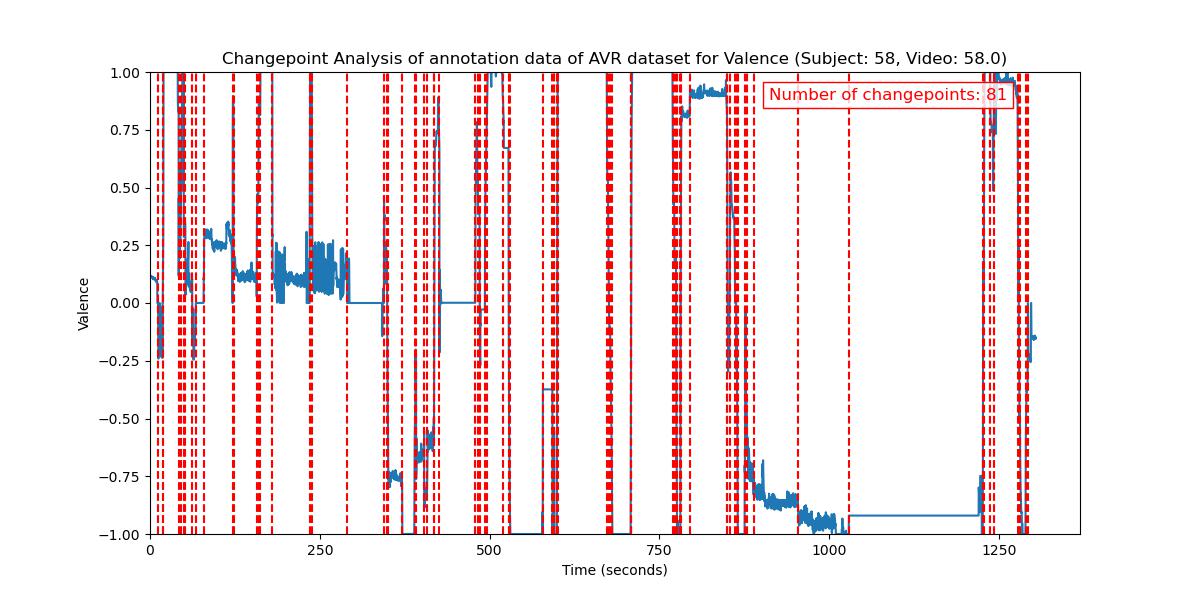 Changepoint Analysis of annotation data of AVR dataset for Valence (Subject: 58, Video: 58.0)
Number of changepoints: 81
Valence
1.00
0.75
0.50
0.25
0.00
−0.25
−0.50
−0.75
−1.00
0 250 500 750 1000 1250
Time (seconds)